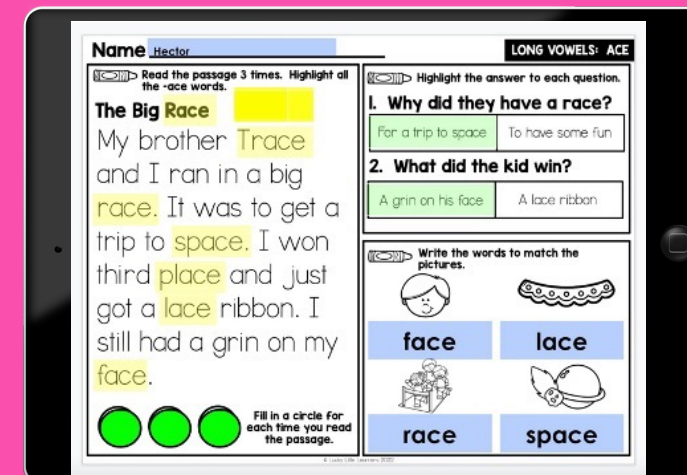 Name Hector
LONG VOWELS: ACE
Read the passage 3 times. Highlight all
the -ace words.
The Big Race
My brother Trace
and I ran in a big
race. It was to get a
trip to space. I won
third place and just
got a lace ribbon. I
still had a grin on my
face.
Fill in a circle for
each time you read
the passage.
Highlight the answer to each question.
1. Why did they have a race?
For a trip to space To have some fun
2. What did the kid win?
A grin on his face A lace ribbon
Write the words to match the
pictures.
face lace
race space
© Lucky Little Learners 2020